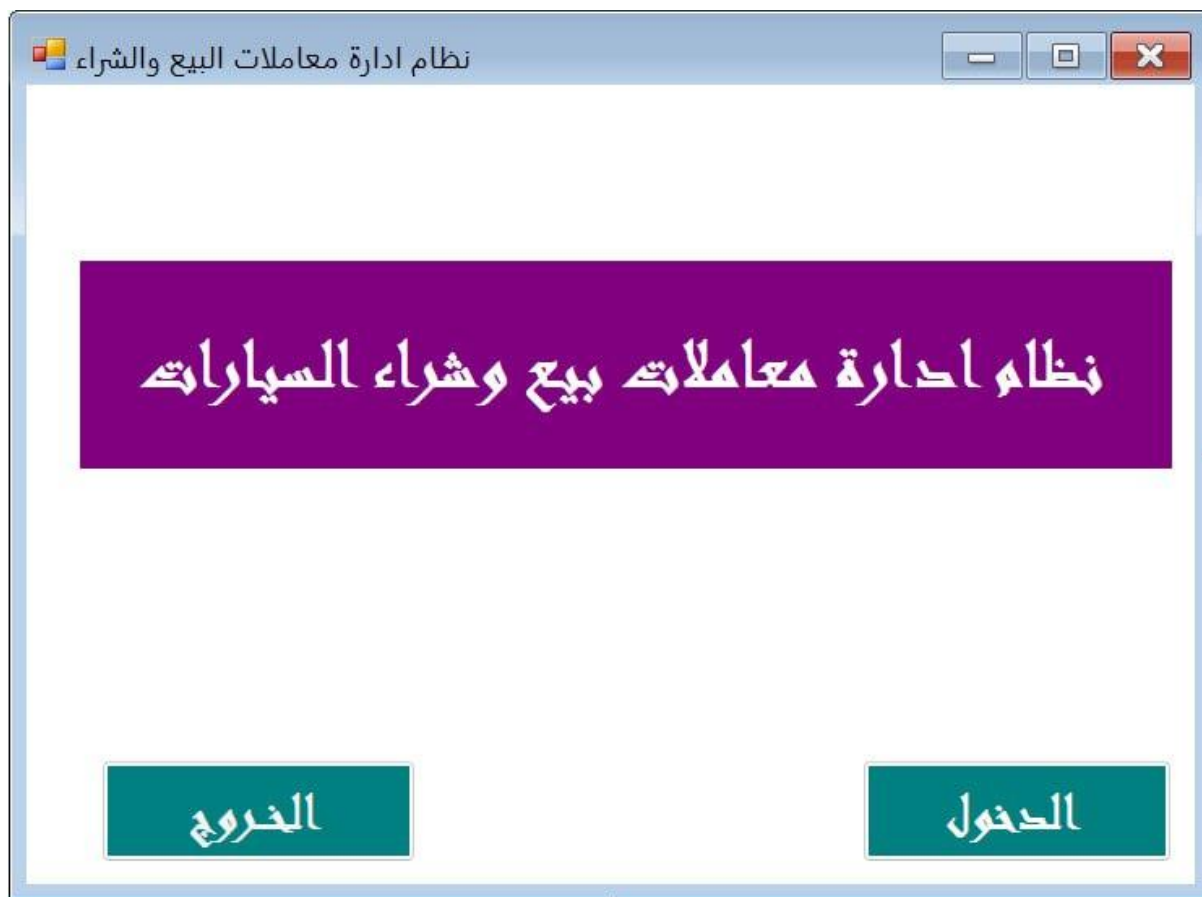 نظام ادارة معاملات البيع والشراء
نظام ادارة معاملات بيع وشراء السيارات
الدخول
الخروج